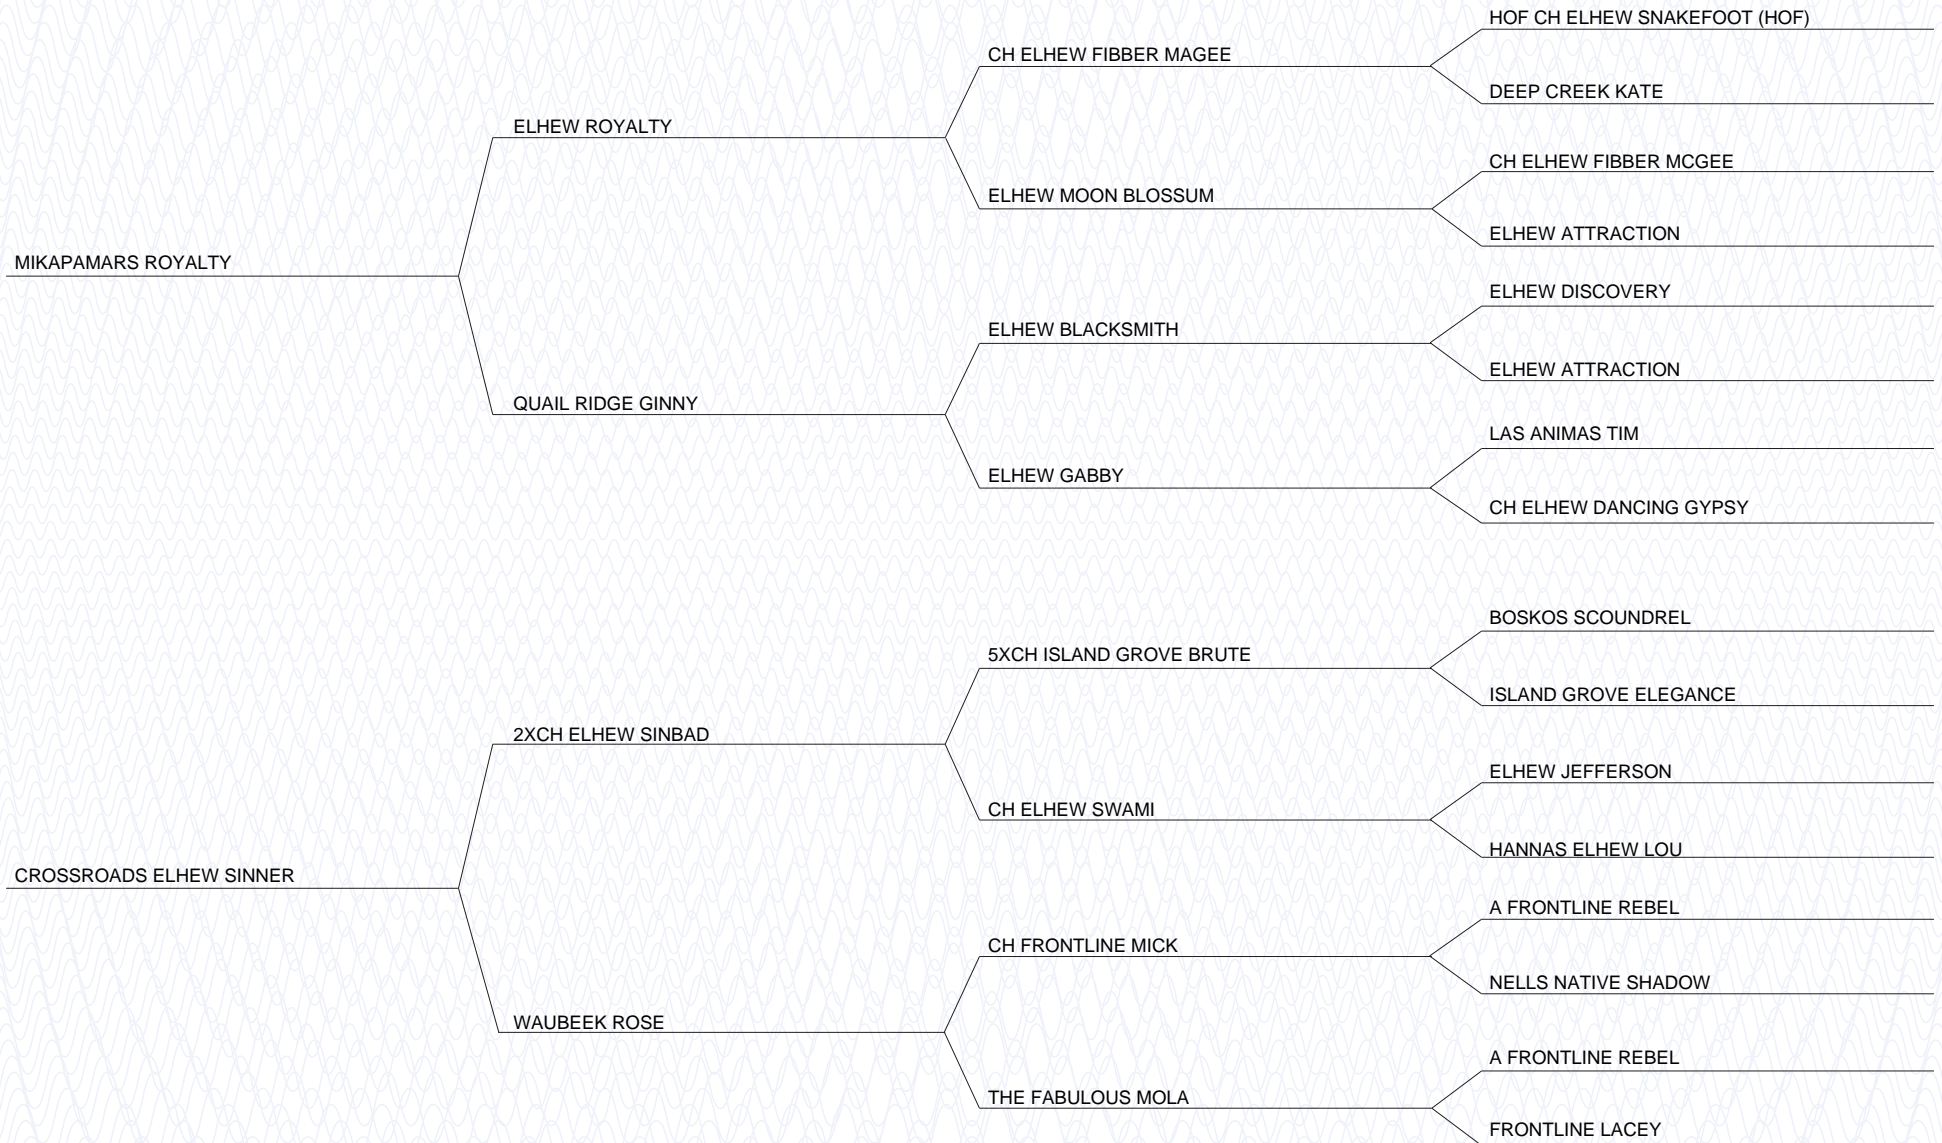 HOF CH ELHEW SNAKEFOOT (HOF)
CH ELHEW FIBBER MAGEE
DEEP CREEK KATE
ELHEW ROYALTY
CH ELHEW FIBBER MCGEE
ELHEW MOON BLOSSUM
ELHEW ATTRACTION
MIKAPAMARS ROYALTY
ELHEW DISCOVERY
ELHEW BLACKSMITH
ELHEW ATTRACTION
QUAIL RIDGE GINNY
LAS ANIMAS TIM
ELHEW GABBY
CH ELHEW DANCING GYPSY
BOSKOS SCOUNDREL
5XCH ISLAND GROVE BRUTE
ISLAND GROVE ELEGANCE
2XCH ELHEW SINBAD
ELHEW JEFFERSON
CH ELHEW SWAMI
HANNAS ELHEW LOU
CROSSROADS ELHEW SINNER
A FRONTLINE REBEL
CH FRONTLINE MICK
NELLS NATIVE SHADOW
WAUBEEK ROSE
A FRONTLINE REBEL
THE FABULOUS MOLA
FRONTLINE LACEY